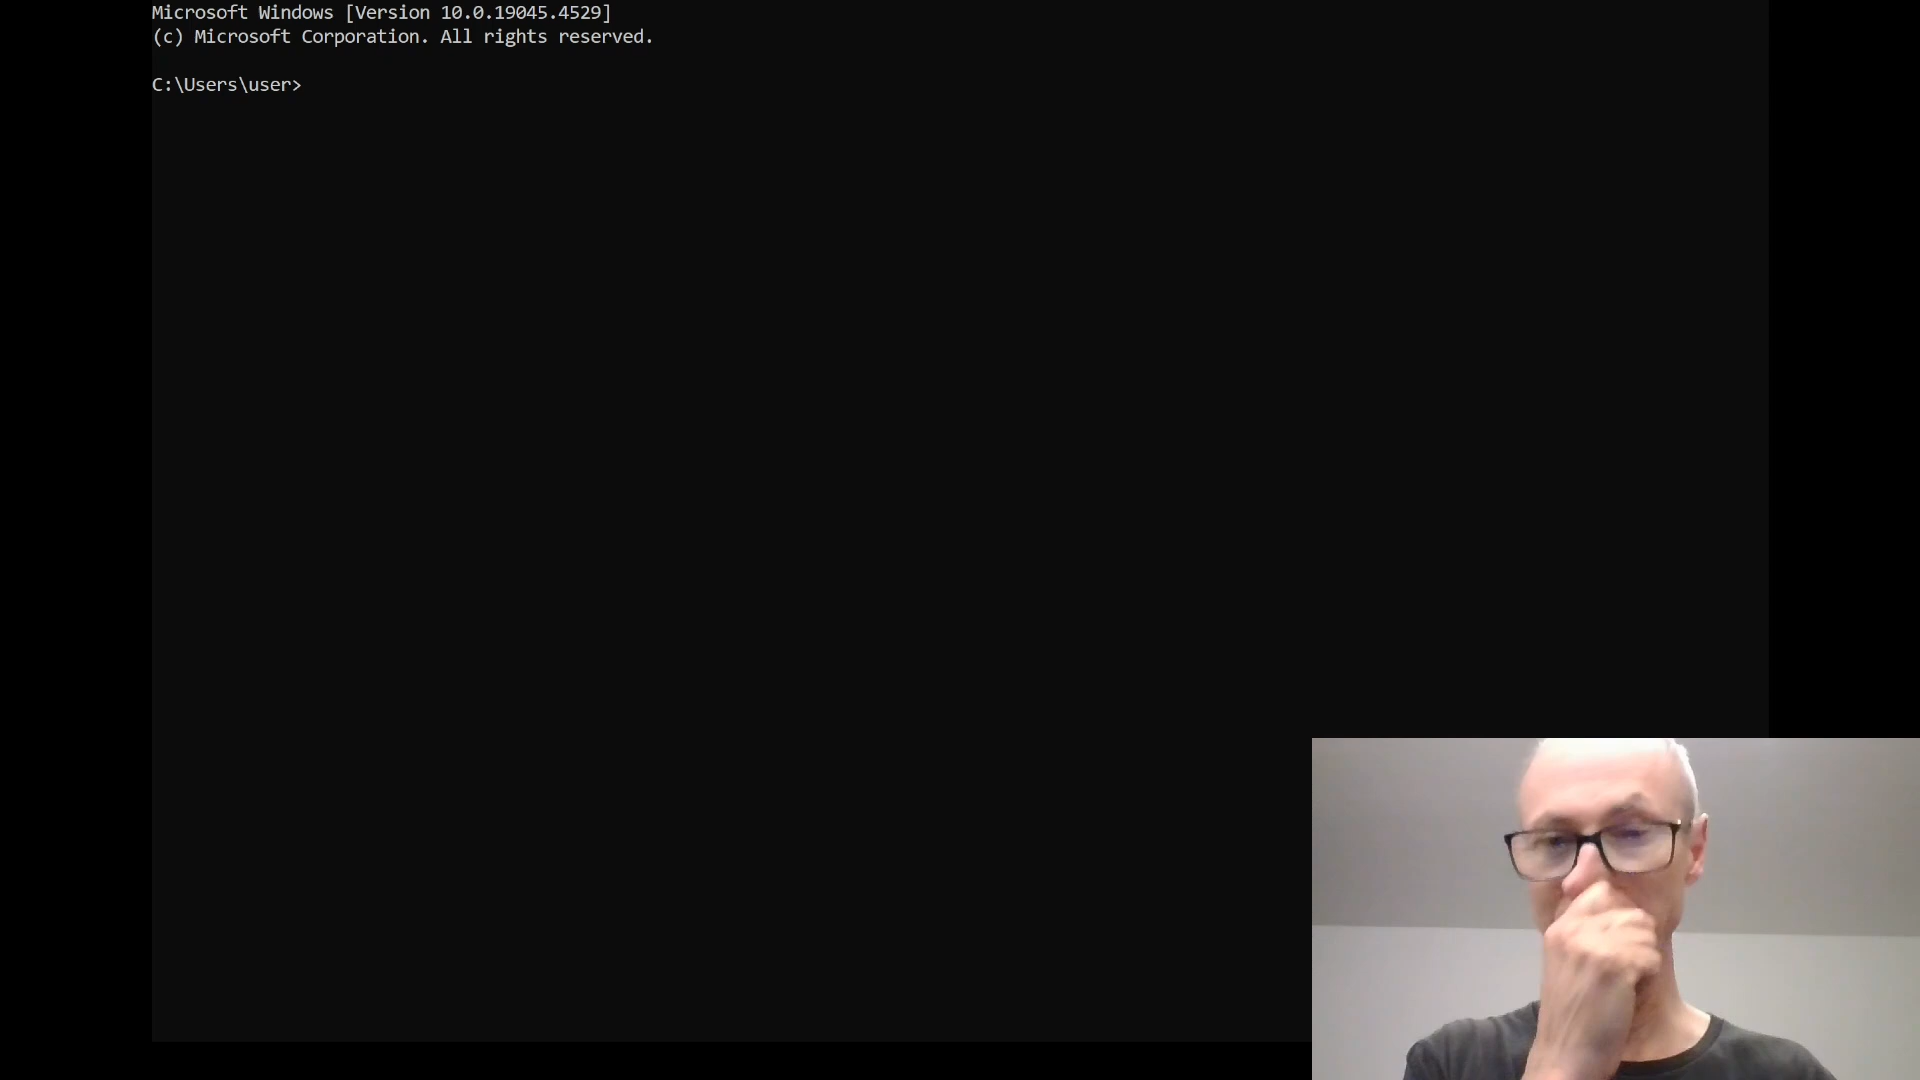 Microsoft Windows [Version 10.0.19045.4529]
(c) Microsoft Corporation. All rights reserved.
C:\Users\user>